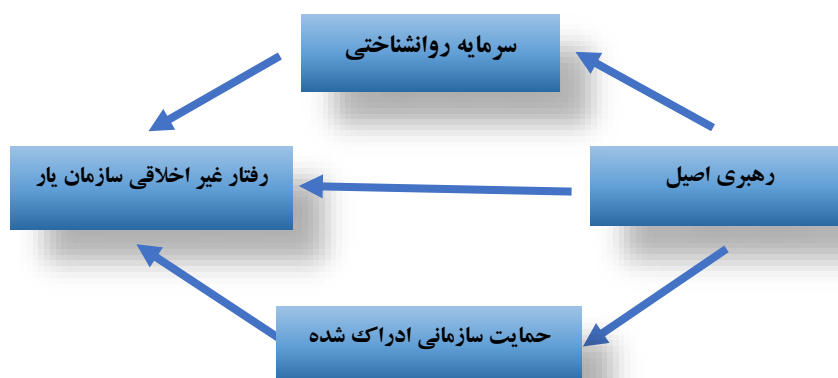 سرمایه روانشناختی
رهبری اصیل
رفتار غیر اخلاقی سازمان یار
حمایت سازمانی ادراک شده